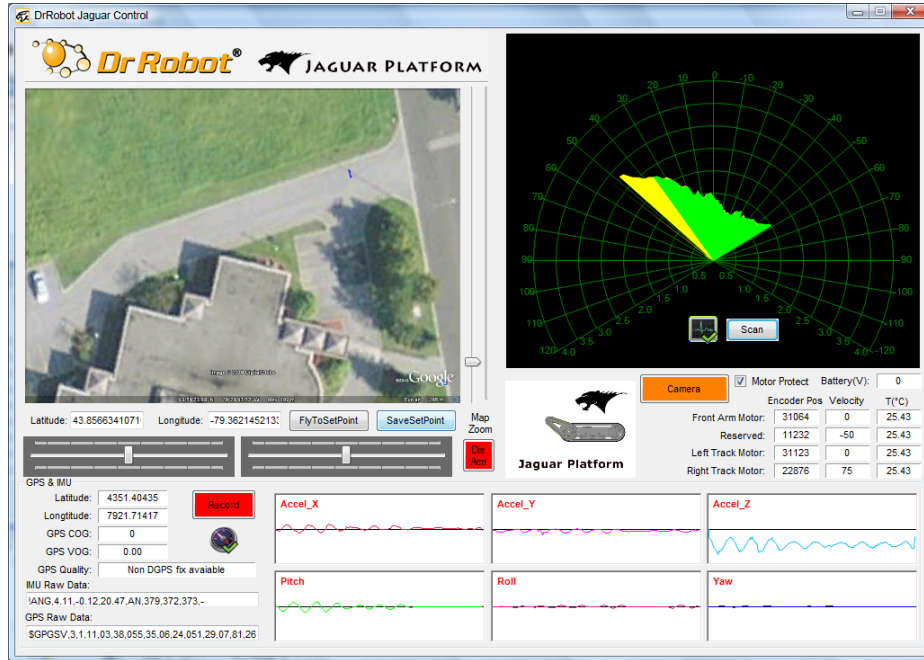 DrRobot Jaguar Control
Dr Robot®
JAGUAR PLATFORM
0
10 -10
20 -20
30 -30
40 -40
50 -50
60 -60
70 -70
80 -80
90 -90
100 -100
110 -110
120 -120
0.5 0.5
1.0 1.0
1.5 1.5
2.0 2.0
2.5 2.5
3.0 3.0
3.5 3.5
4.0 4.0
Scan
Google
Latitude: 43.8566341071 Longitude: -79.3621452133 FlyToSetPoint SaveSetPoint
Map
Zoom
Dis
Arm
Jaguar Platform
Camera
Motor Protect Battery(V): 0
Encoder Pos Velocity T(°C)
Front Arm Motor: 31064 0 25.43
Reserved: 11232 -50 25.43
Left Track Motor: 31123 0 25.43
Right Track Motor: 22876 75 25.43
GPS & IMU
Latitude: 4351.40435
Longtitude: 7921.71417
GPS COG: 0
GPS VOG: 0.00
GPS Quality: Non DGPS fix avaiable
Record
IMU Raw Data:
!ANG,4.11,-0.12,20.47,AN,379,372,373,-
GPS Raw Data:
$GPGSV,3,1,11,03,38,055,35,06,24,051,29,07,81,26
Accel_X
Accel_Y
Accel_Z
Pitch
Roll
Yaw